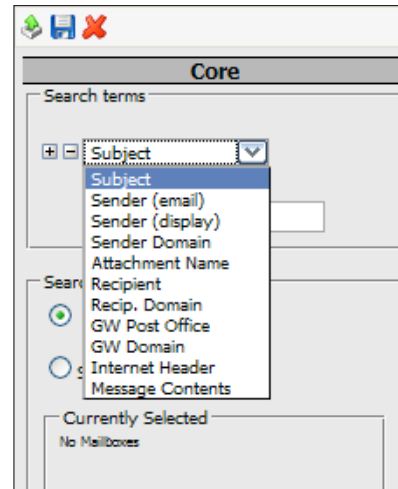 Core
Search terms
Subject
Subject
Sender (email)
Sender (display)
Sender Domain
Attachment Name
Recipient
Recip. Domain
GW Post Office
GW Domain
Internet Header
Message Contents
Currently Selected
No Mailboxes